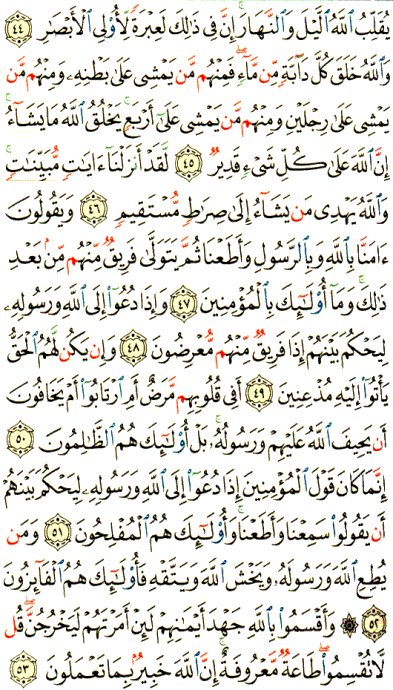 يُقَلِّبُ ٱللَّهُ ٱلَّيْلَ وَٱلنَّهَارَ ۚ إِنَّ فِى ذَٰلِكَ لَعِبْرَةً لِّأُو۟لِى ٱلْأَبْصَٰرِ ٤٤
وَٱللَّهُ خَلَقَ كُلَّ دَآبَّةٍ مِّن مَّآءٍ ۖ فَمِنْهُم مَّن يَمْشِى عَلَىٰ بَطْنِهِۦ وَمِنْهُم مَّن
يَمْشِى عَلَىٰ رِجْلَيْنِ وَمِنْهُم مَّن يَمْشِى عَلَىٰٓ أَرْبَعٍ ۚ يَخْلُقُ ٱللَّهُ مَا يَشَآءُ ۚ
إِنَّ ٱللَّهَ عَلَىٰ كُلِّ شَىْءٍ قَدِيرٌ ٤٥ لَّقَدْ أَنزَلْنَآ ءَايَٰتٍ مُّبَيِّنَٰتٍ ۚ
وَٱللَّهُ يَهْدِى مَن يَشَآءُ إِلَىٰ صِرَٰطٍ مُّسْتَقِيمٍ ٤٦ وَيَقُولُونَ
ءَامَنَّا بِٱللَّهِ وَبِٱلرَّسُولِ وَأَطَعْنَا ثُمَّ يَتَوَلَّىٰ فَرِيقٌ مِّنْهُم مِّنۢ بَعْدِ
ذَٰلِكَ ۚ وَمَآ أُو۟لَٰٓئِكَ بِٱلْمُؤْمِنِينَ ٤٧ وَإِذَا دُعُوٓا۟ إِلَى ٱللَّهِ وَرَسُولِهِۦ
لِيَحْكُمَ بَيْنَهُمْ إِذَا فَرِيقٌ مِّنْهُم مُّعْرِضُونَ ٤٨ وَإِن يَكُن لَّهُمُ ٱلْحَقُّ
يَأْتُوٓا۟ إِلَيْهِ مُذْعِنِينَ ٤٩ أَفِى قُلُوبِهِم مَّرَضٌ أَمِ ٱرْتَابُوٓا۟ أَمْ يَخَافُونَ
أَن يَحِيفَ ٱللَّهُ عَلَيْهِمْ وَرَسُولُهُۥ ۚ بَلْ أُو۟لَٰٓئِكَ هُمُ ٱلظَّٰلِمُونَ ٥٠
إِنَّمَا كَانَ قَوْلَ ٱلْمُؤْمِنِينَ إِذَا دُعُوٓا۟ إِلَى ٱللَّهِ وَرَسُولِهِۦ لِيَحْكُمَ بَيْنَهُمْ
أَن يَقُولُوا۟ سَمِعْنَا وَأَطَعْنَا ۚ وَأُو۟لَٰٓئِكَ هُمُ ٱلْمُفْلِحُونَ ٥١ وَمَن
يُطِعِ ٱللَّهَ وَرَسُولَهُۥ وَيَخْشَ ٱللَّهَ وَيَتَّقْهِ فَأُو۟لَٰٓئِكَ هُمُ ٱلْفَآئِزُونَ
٥٢ ۞ وَأَقْسَمُوا۟ بِٱللَّهِ جَهْدَ أَيْمَٰنِهِمْ لَئِنْ أَمَرْتَهُمْ لَيَخْرُجُنَّ ۖ قُل
لَّا تُقْسِمُوا۟ ۖ طَاعَةٌ مَّعْرُوفَةٌ ۚ إِنَّ ٱللَّهَ خَبِيرٌۢ بِمَا تَعْمَلُونَ ٥٣